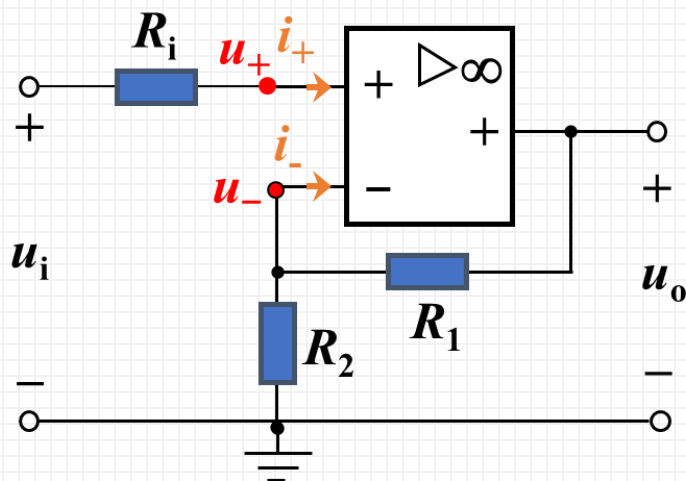 Rᵢ
u₊
i₊
+
▷∞
+
+
i₋
u₋
−
+
uᵢ
uₒ
R₁
R₂
−
−